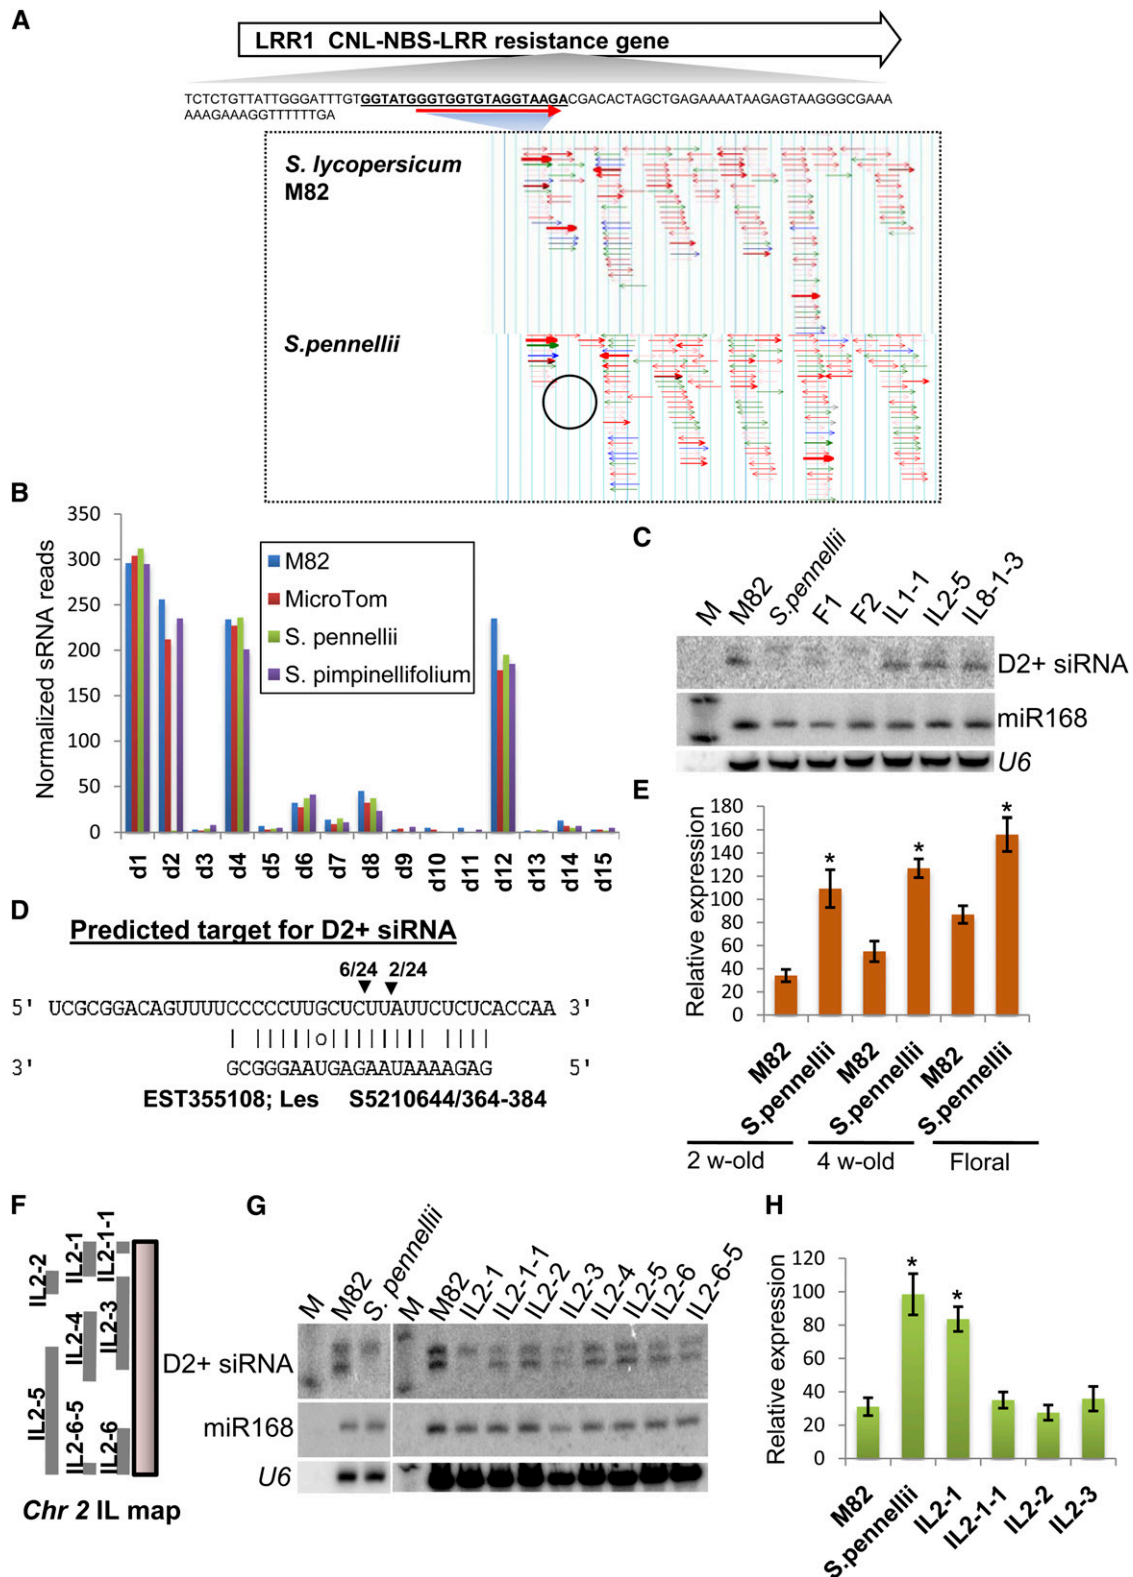 A
LRR1 CNL-NBS-LRR resistance gene
TCTCTGTTATTGGGATTTGTGGTATGGGTGGTGTAGGTAAGACGACACTAGCTGAGAAAATAAGAGTAAGGGCGAAA
AAAGAAAGGTTTTTTGA
S. lycopersicum
M82
S.pennellii
B
Normalized sRNA reads
350
300
250
200
150
100
50
0
M82
MicroTom
S. pennellii
S. pimpinellifolium
d1 d2 d3 d4 d5 d6 d7 d8 d9 d10 d11 d12 d13 d14 d15
C
M M82 S.pennellii F1 F2 IL1-1 IL2-5 IL8-1-3
D2+ siRNA
miR168
U6
D
Predicted target for D2+ siRNA
6/24 2/24
5' UCGCGGACAGUUUUCCCCCUUGCUCUUAUUCUCUCACCAA 3'
3' GCGGGAAUGAGAAUAAAAGAG 5'
EST355108; Les S5210644/364-384
E
Relative expression
180
160
140
120
100
80
60
40
20
0
* * *
M82 S.pennellii M82 S.pennellii M82 S.pennellii
2 w-old 4 w-old Floral
F
IL2-2 IL2-1 IL2-1-1
IL2-4 IL2-3
IL2-5 IL2-6-5 IL2-6
Chr 2 IL map
G
M M82 S. pennellii M M82 IL2-1 IL2-1-1 IL2-2 IL2-3 IL2-4 IL2-5 IL2-6 IL2-6-5
D2+ siRNA
miR168
U6
H
Relative expression
120
100
80
60
40
20
0
* *
M82 S.pennellii IL2-1 IL2-1-1 IL2-2 IL2-3